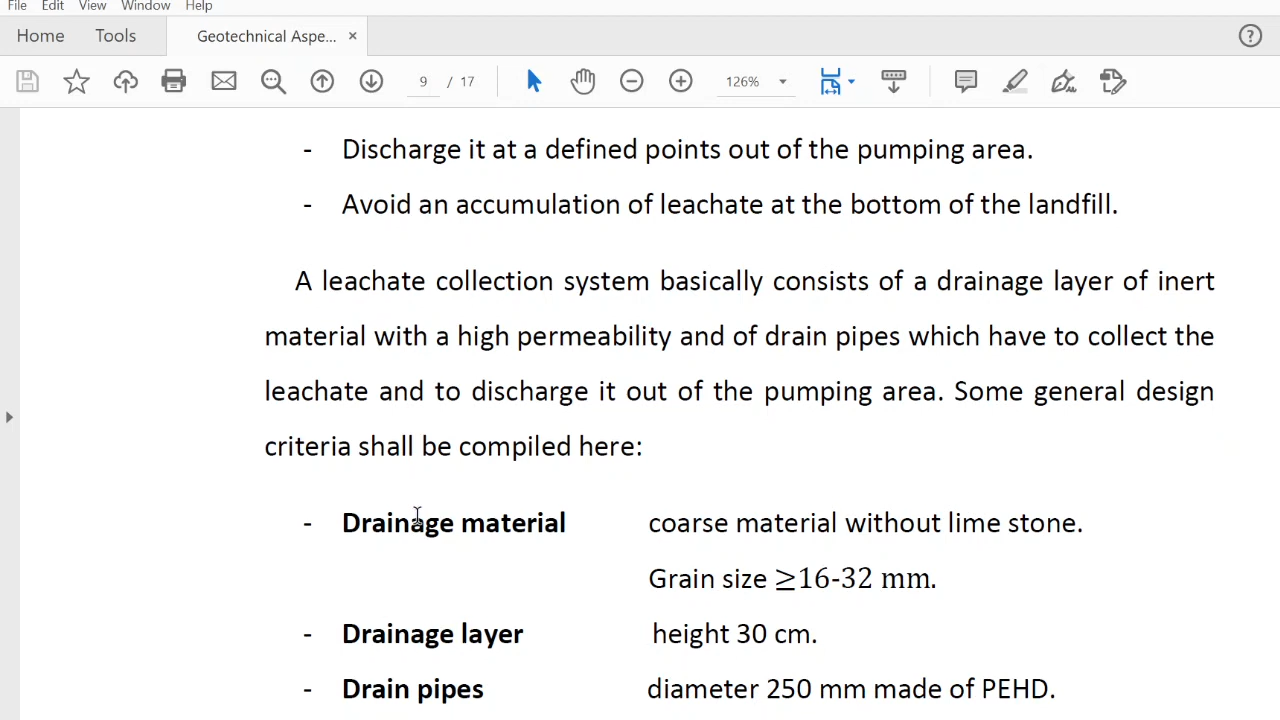 File Edit View Window Help
Home Tools Geotechnical Aspe... ×
9 / 17 126%
- Discharge it at a defined points out of the pumping area.
- Avoid an accumulation of leachate at the bottom of the landfill.
A leachate collection system basically consists of a drainage layer of inert
material with a high permeability and of drain pipes which have to collect the
leachate and to discharge it out of the pumping area. Some general design
criteria shall be compiled here:
- Drainage material coarse material without lime stone.
Grain size ≥16-32 mm.
- Drainage layer height 30 cm.
- Drain pipes diameter 250 mm made of PEHD.